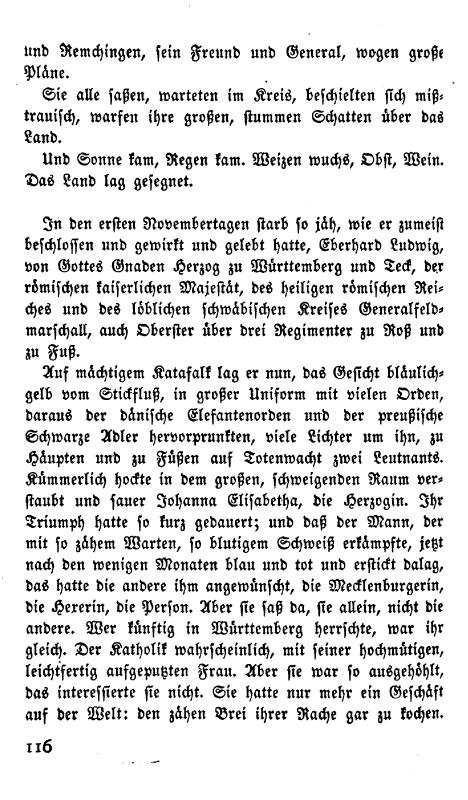 und Remchingen, sein Freund und General, wogen große
Pläne.
Sie alle saßen, warteten im Kreis, beschielten sich miß-
trauisch, warfen ihre großen, stummen Schatten über das
Land.
Und Sonne kam, Regen kam. Weizen wuchs, Obst, Wein.
Das Land lag gesegnet.
In den ersten Novembertagen starb so jäh, wie er zumeist
beschlossen und gewirkt und gelebt hatte, Eberhard Ludwig,
von Gottes Gnaden Herzog zu Württemberg und Teck, der
römischen kaiserlichen Majestät, des heiligen römischen Rei-
ches und des löblichen schwäbischen Kreises Generalfeld-
marschall, auch Oberster über drei Regimenter zu Roß und
zu Fuß.
Auf mächtigem Katafalk lag er nun, das Gesicht bläulich-
gelb vom Stickfluß, in großer Uniform mit vielen Orden,
daraus der dänische Elefantenorden und der preußische
Schwarze Adler hervorprunkten, viele Lichter um ihn, zu
Häupten und zu Füßen auf Totenwacht zwei Leutnants.
Kümmerlich hockte in dem großen, schweigenden Raum ver-
staubt und sauer Johanna Elisabetha, die Herzogin. Ihr
Triumph hatte so kurz gedauert; und daß der Mann, der
mit so zähem Warten, so blutigem Schweiß erkämpfte, jetzt
nach den wenigen Monaten blau und tot und erstickt dalag,
das hatte die andere ihm angewünscht, die Mecklenburgerin,
die Hexerin, die Person. Aber sie saß da, sie allein, nicht die
andere. Wer künftig in Württemberg herrschte, war ihr
gleich. Der Katholik wahrscheinlich, mit seiner hochmütigen,
leichtfertig aufgeputzten Frau. Aber sie war so ausgehöhlt,
das interessierte sie nicht. Sie hatte nur mehr ein Geschäft
auf der Welt: den zähen Brei ihrer Rache gar zu kochen.
116